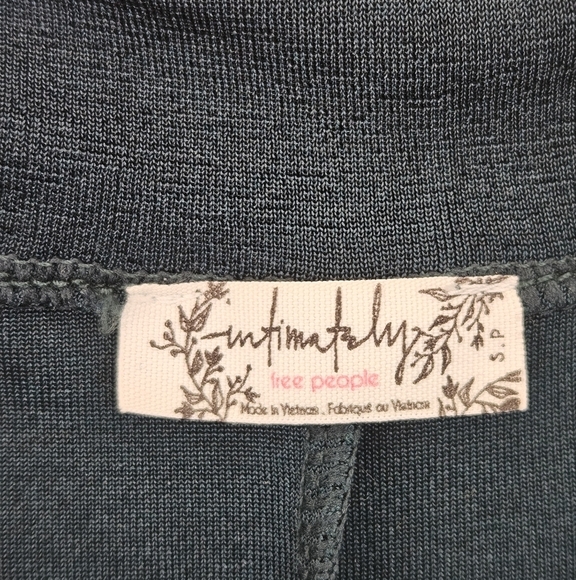 intimately
free people
Made in Vietnam . Fabriqué au Vietnam
S.P